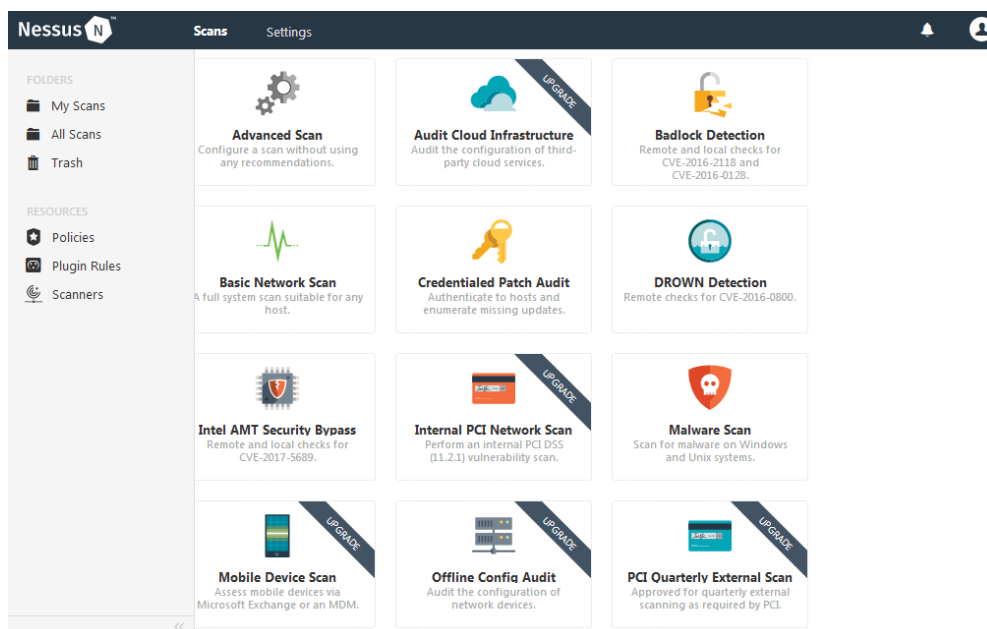 Nessus N ™
Scans
Settings
FOLDERS
My Scans
All Scans
Trash
RESOURCES
Policies
Plugin Rules
Scanners
Advanced Scan
Configure a scan without using
any recommendations.
UPGRADE
Audit Cloud Infrastructure
Audit the configuration of third-
party cloud services.
Badlock Detection
Remote and local checks for
CVE-2016-2118 and
CVE-2016-0128.
Basic Network Scan
A full system scan suitable for any
host.
Credentialed Patch Audit
Authenticate to hosts and
enumerate missing updates.
DROWN Detection
Remote checks for CVE-2016-0800.
Intel AMT Security Bypass
Remote and local checks for
CVE-2017-5689.
UPGRADE
Internal PCI Network Scan
Perform an internal PCI DSS
(11.2.1) vulnerability scan.
Malware Scan
Scan for malware on Windows
and Unix systems.
UPGRADE
Mobile Device Scan
Assess mobile devices via
Microsoft Exchange or an MDM.
UPGRADE
Offline Config Audit
Audit the configuration of
network devices.
UPGRADE
PCI Quarterly External Scan
Approved for quarterly external
scanning as required by PCI.